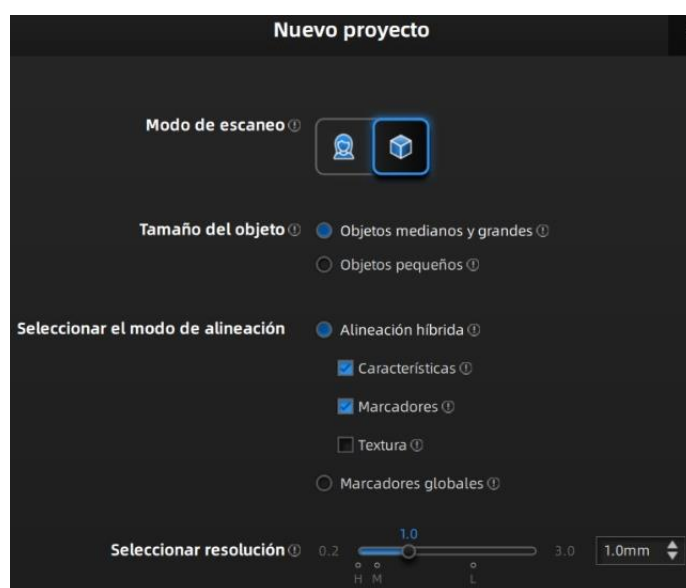 Nuevo proyecto
Modo de escaneo
Tamaño del objeto
Objetos medianos y grandes
Objetos pequeños
Seleccionar el modo de alineación
Alineación híbrida
Características
Marcadores
Textura
Marcadores globales
1.0
Seleccionar resolución 0.2 3.0 1.0mm
H M L